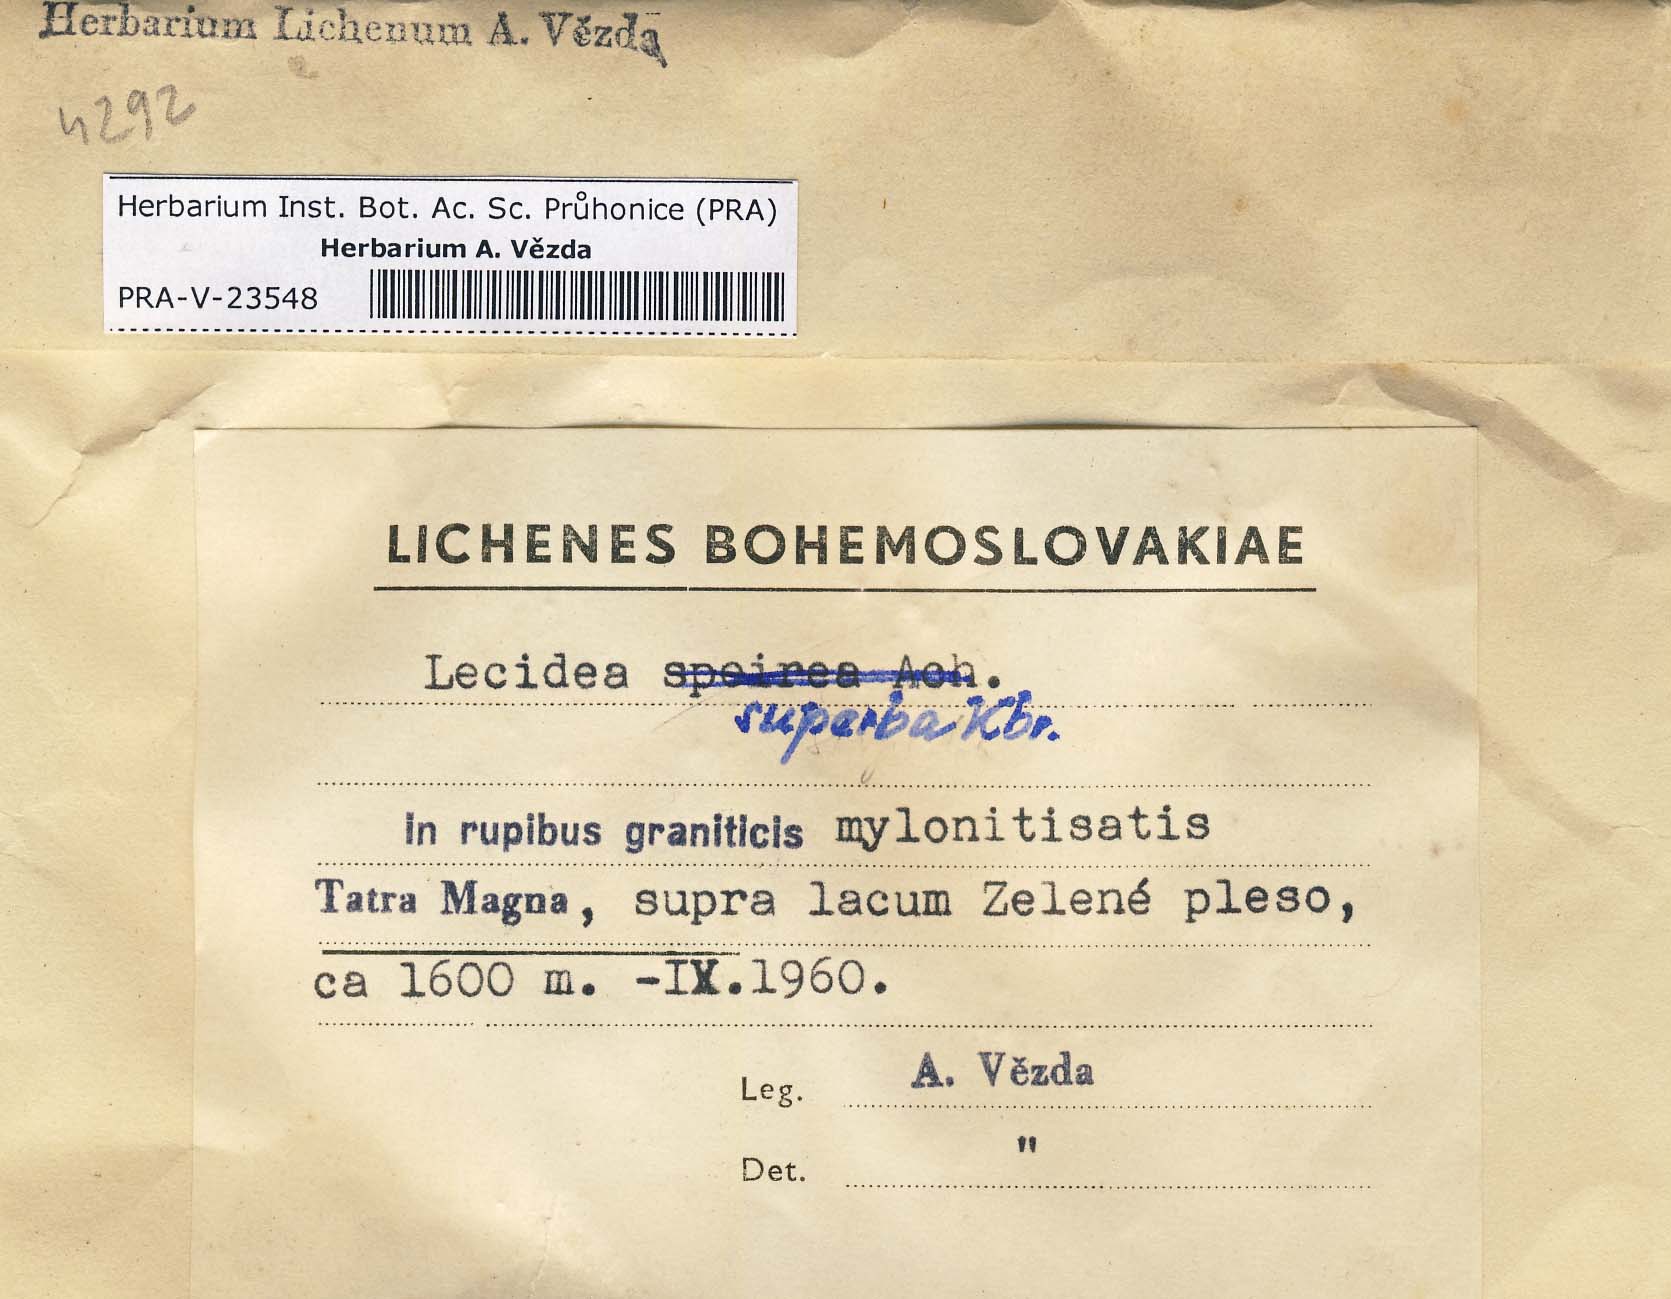 Herbarium Lichenum A. Vězda
4292
Herbarium Inst. Bot. Ac. Sc. Průhonice (PRA)
Herbarium A. Vězda
PRA-V-23548
LICHENES BOHEMOSLOVAKIAE
Lecidea speirea Ach.
superba Kbr.
in rupibus graniticis mylonitisatis
Tatra Magna, supra lacum Zelené pleso,
ca 1600 m. -IX.1960.
Leg. A. Vězda
Det. "